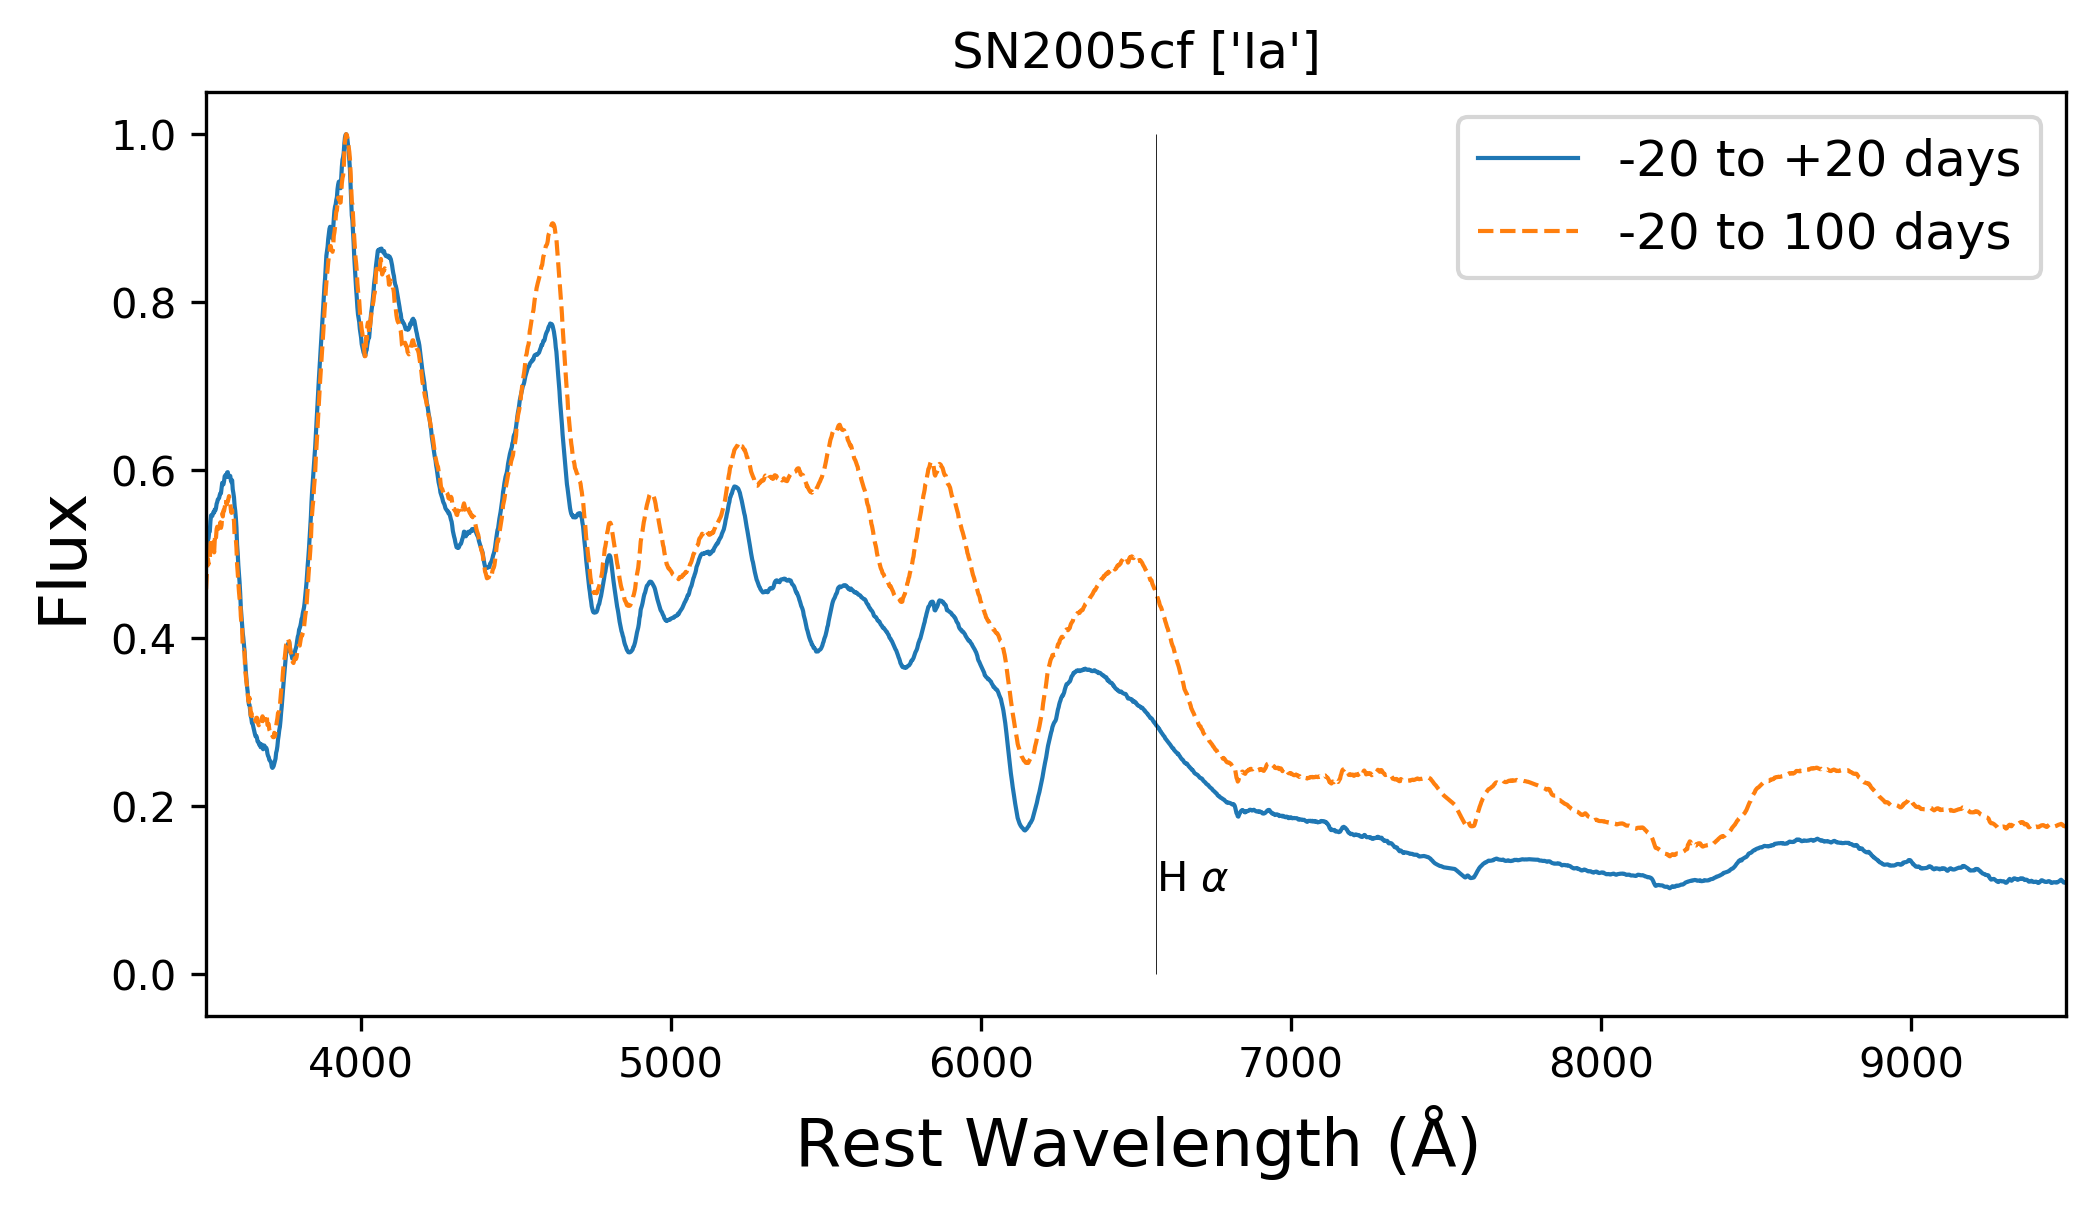 SN2005cf ['Ia']
-20 to +20 days
-20 to 100 days
Flux
1.0
0.8
0.6
0.4
0.2
0.0
H α
4000 5000 6000 7000 8000 9000
Rest Wavelength (Å)